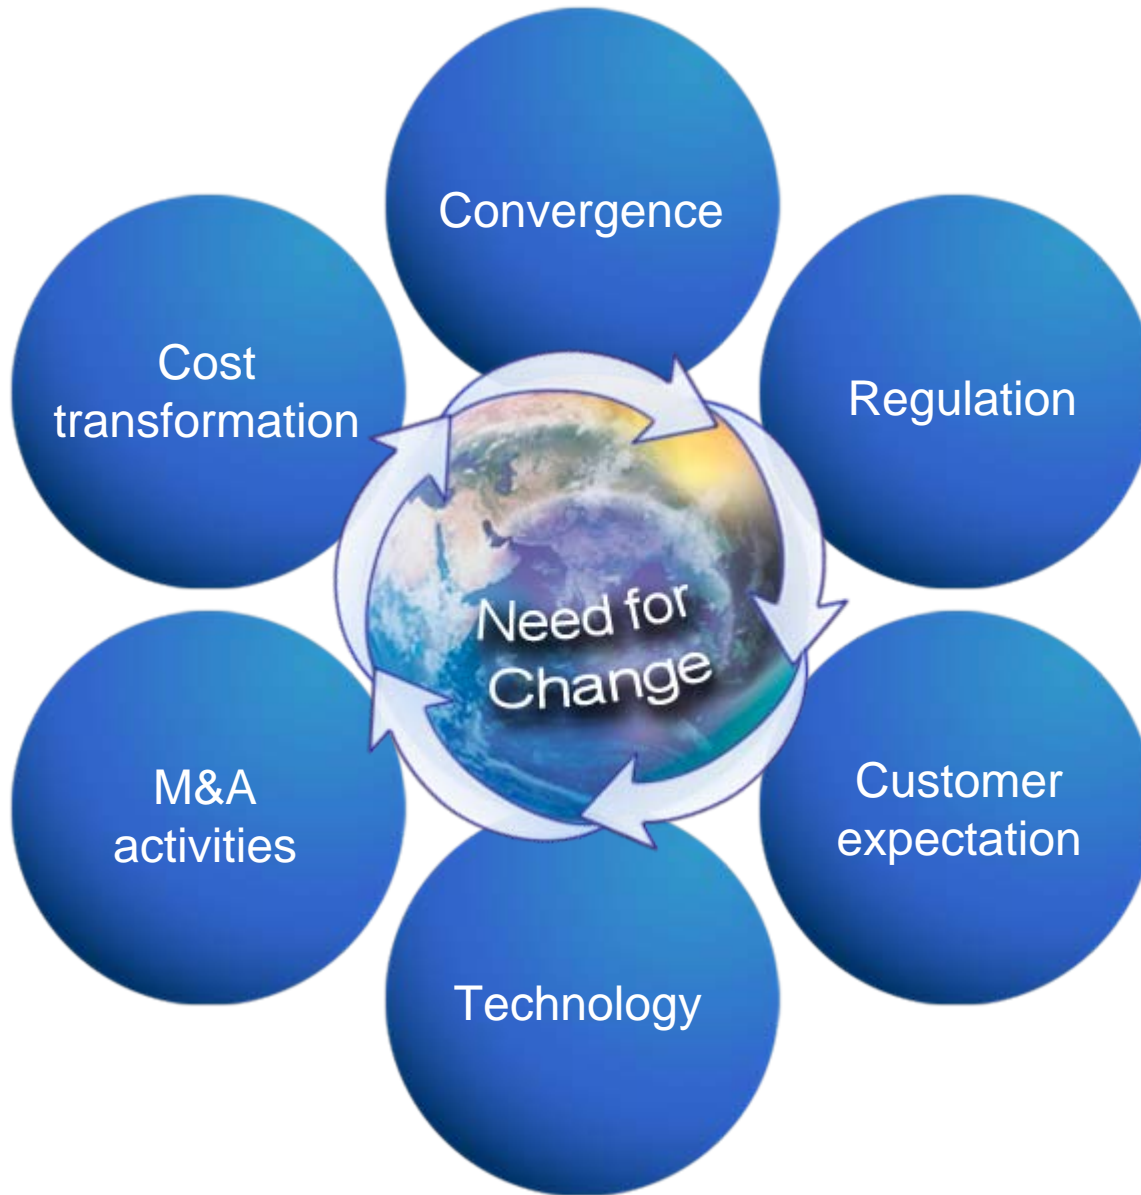 Convergence
Cost
transformation
Regulation
Need for
Change
M&A
activities
Customer
expectation
Technology